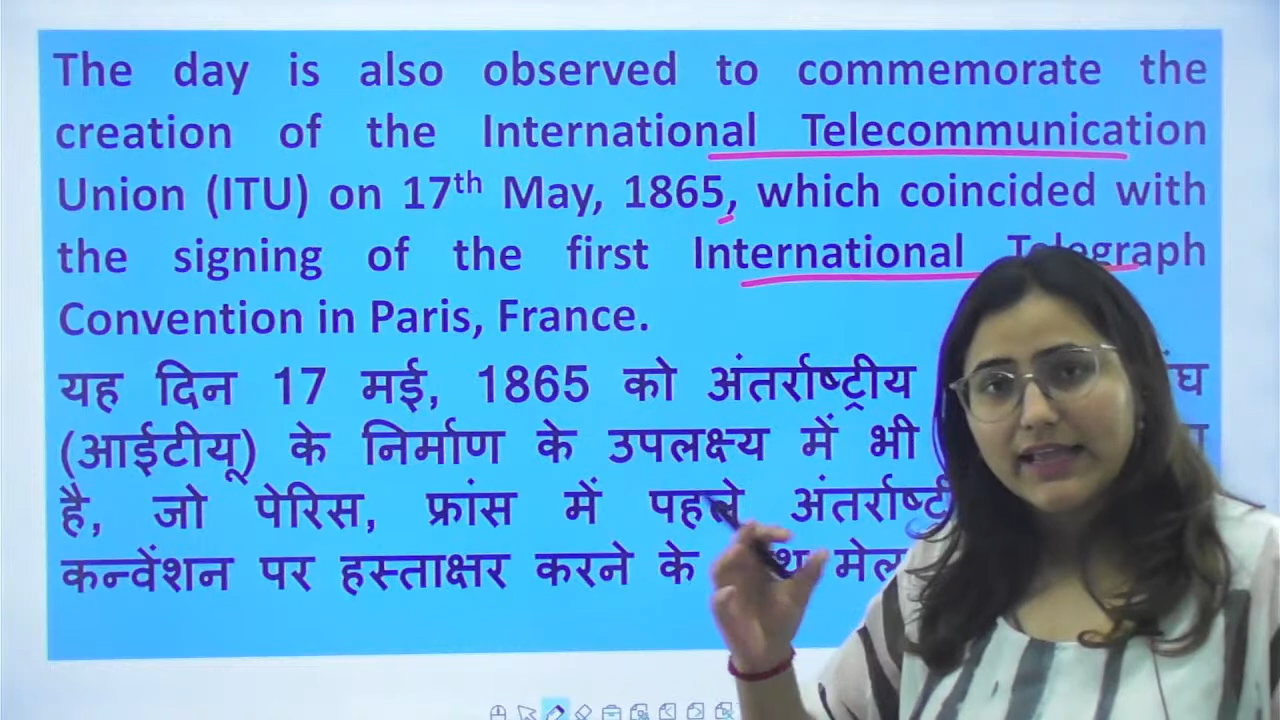 The day is also observed to commemorate the
creation of the International Telecommunication
Union (ITU) on 17th May, 1865, which coincided with
the signing of the first International Telegraph
Convention in Paris, France.
यह दिन 17 मई, 1865 को अंतर्राष्ट्रीय
(आईटीयू) के निर्माण के उपलक्ष्य में भी
है, जो पेरिस, फ्रांस में पहले
कन्वेंशन पर हस्ताक्षर करने के